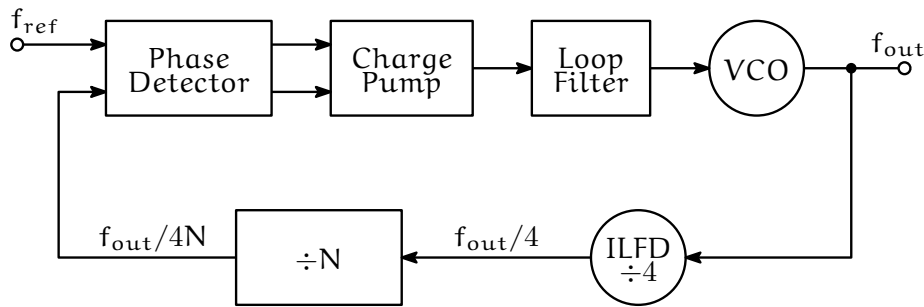 f_ref
Phase
Detector
Charge
Pump
Loop
Filter
VCO
f_out
f_out/4N
÷N
f_out/4
ILFD
÷4